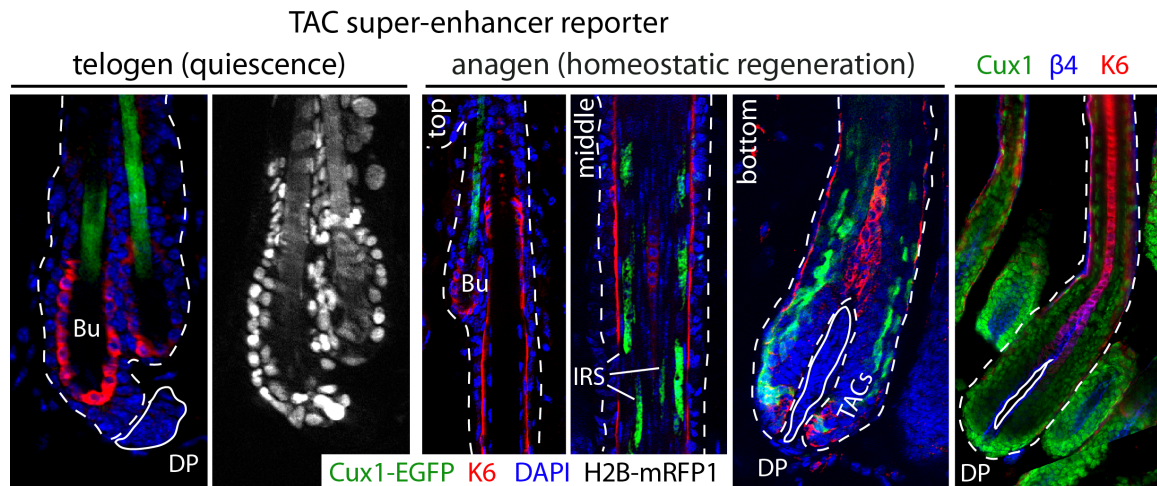 TAC super-enhancer reporter
telogen (quiescence)
anagen (homeostatic regeneration)
Cux1 β4 K6
top
middle
bottom
Bu
Bu
IRS
TACs
DP
DP
DP
Cux1-EGFP K6 DAPI H2B-mRFP1